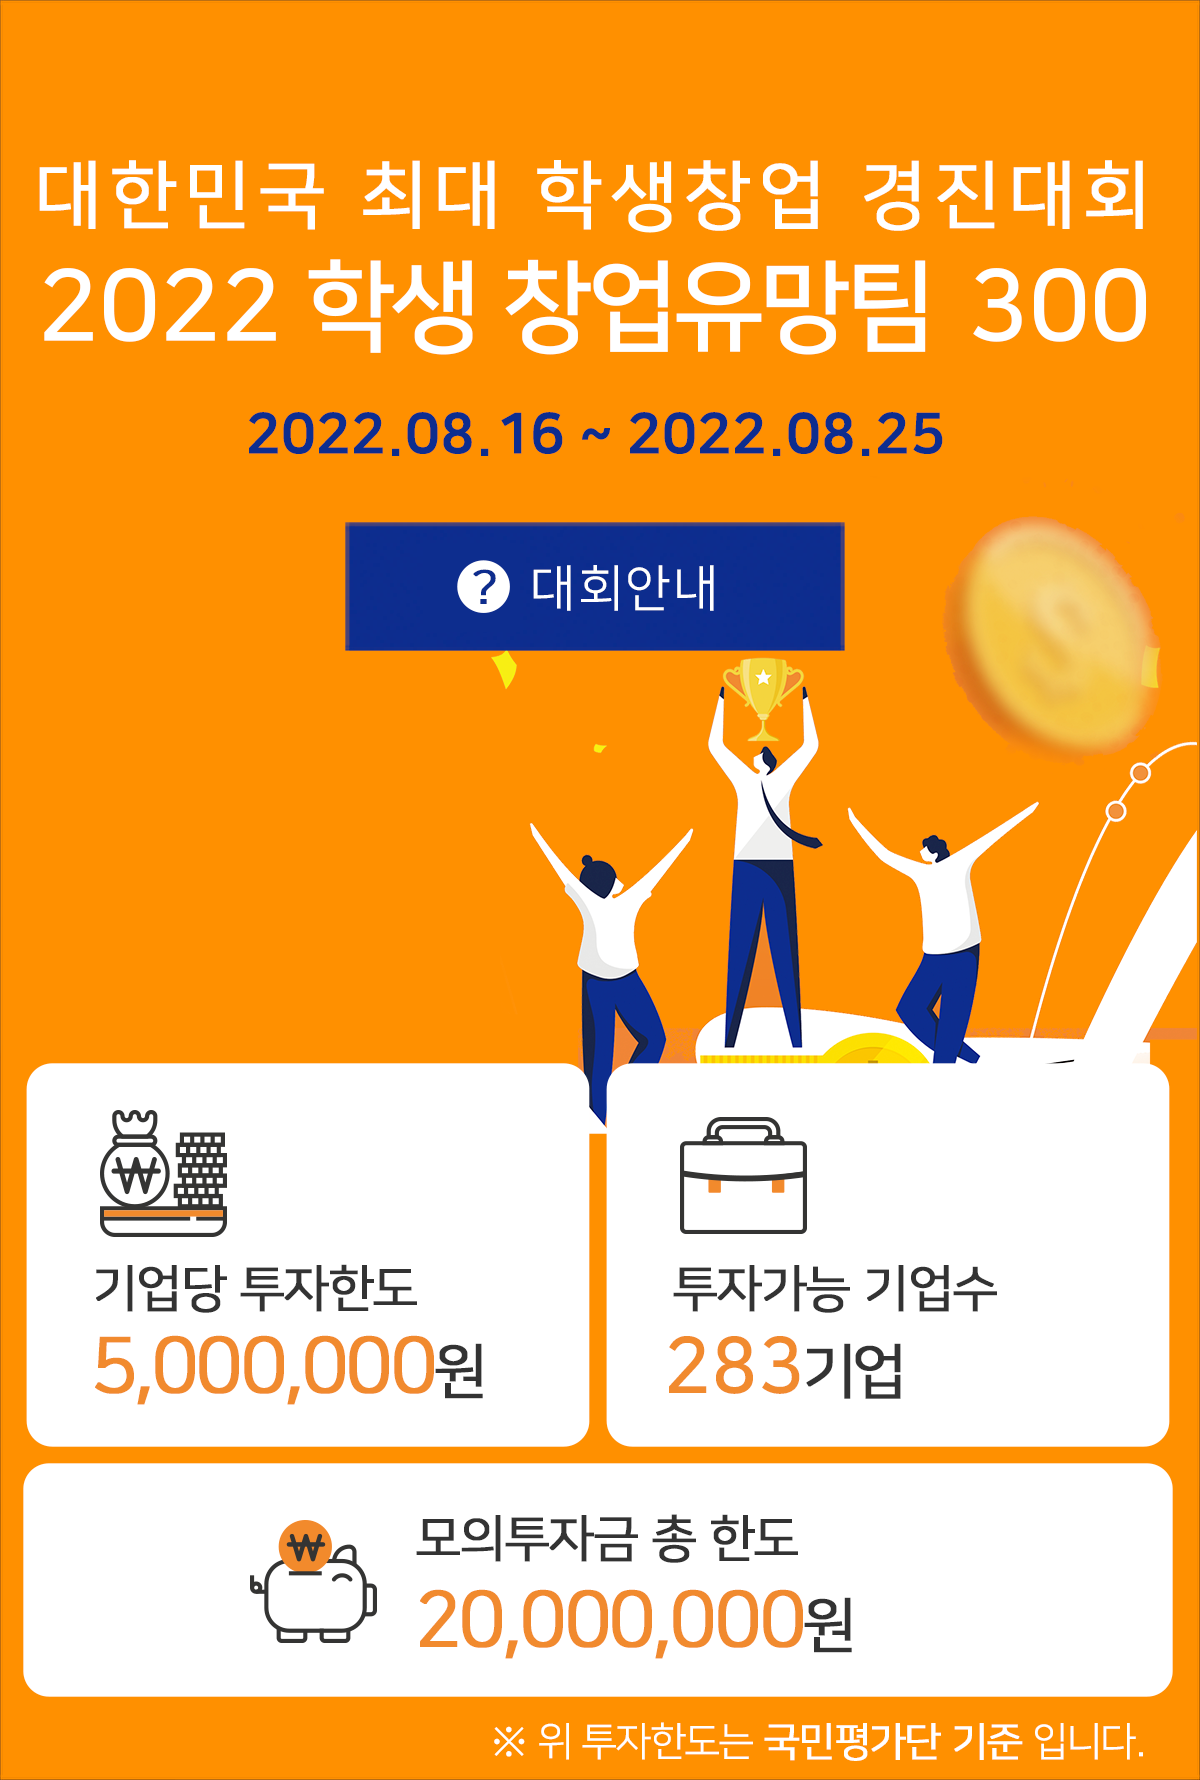 대한민국 최대 학생창업 경진대회
2022 학생 창업유망팀 300
2022.08.16 ~ 2022.08.25
? 대회안내
기업당 투자한도
5,000,000원
투자가능 기업수
283기업
모의투자금 총 한도
20,000,000원
※ 위 투자한도는 국민평가단 기준 입니다.